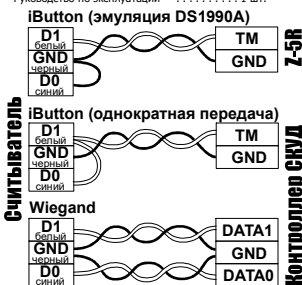 Руководство по эксплуатации . . . . . . . . . . 1 шт.
iButton (эмуляция DS1990A)
D1
белый
GND
черный
D0
синий
TM
GND
Z-5R
iButton (однократная передача)
D1
белый
GND
черный
D0
синий
TM
GND
Считыватель
Wiegand
D1
белый
GND
черный
D0
синий
DATA1
GND
DATA0
Контроллер СКУД